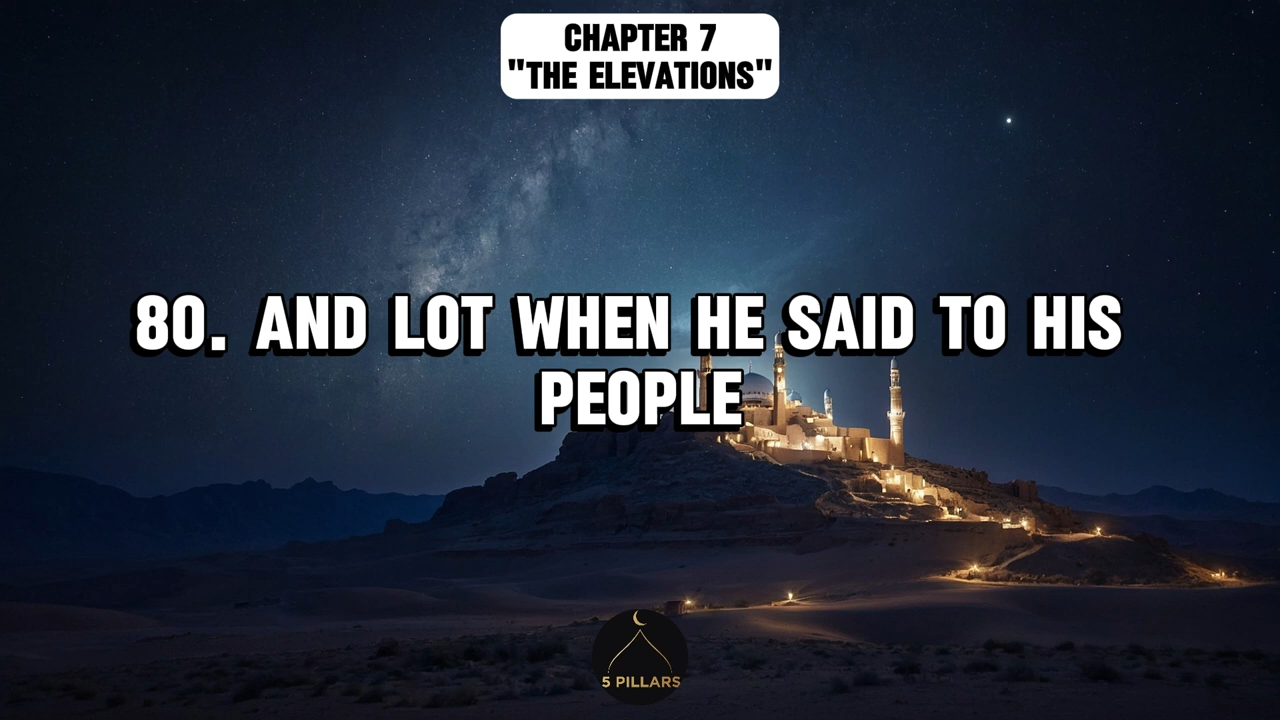 CHAPTER 7
"THE ELEVATIONS"
80. AND LOT WHEN HE SAID TO HIS
PEOPLE
5 PILLARS